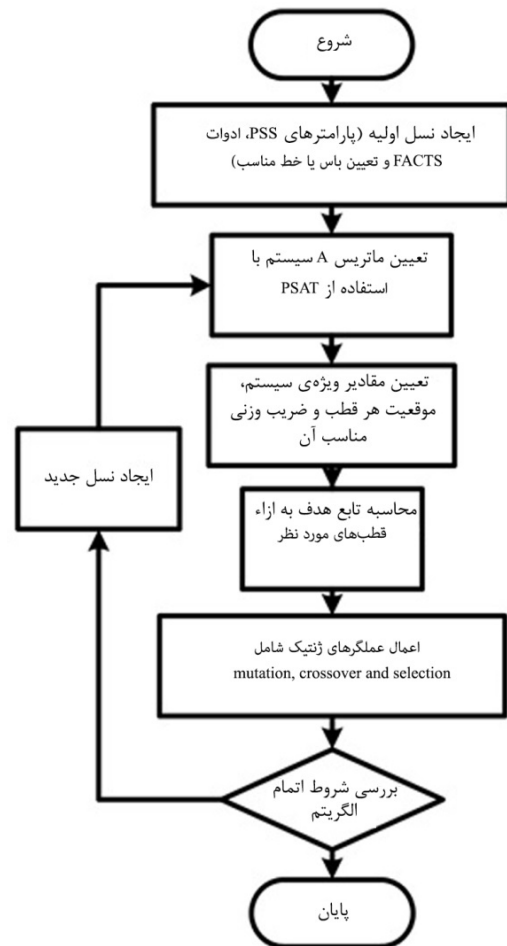 شروع
ایجاد نسل اولیه (پارامترهای PSS، ادوات
FACTS و تعیین باس یا خط مناسب)
تعیین ماتریس A سیستم با
استفاده از PSAT
تعیین مقادیر ویژه‌ی سیستم،
موقعیت هر قطب و ضریب وزنی
مناسب آن
ایجاد نسل جدید
محاسبه تابع هدف به ازاء
قطب‌های مورد نظر
اعمال عملگرهای ژنتیک شامل
mutation, crossover and selection
بررسی شروط اتمام
الگریتم
پایان